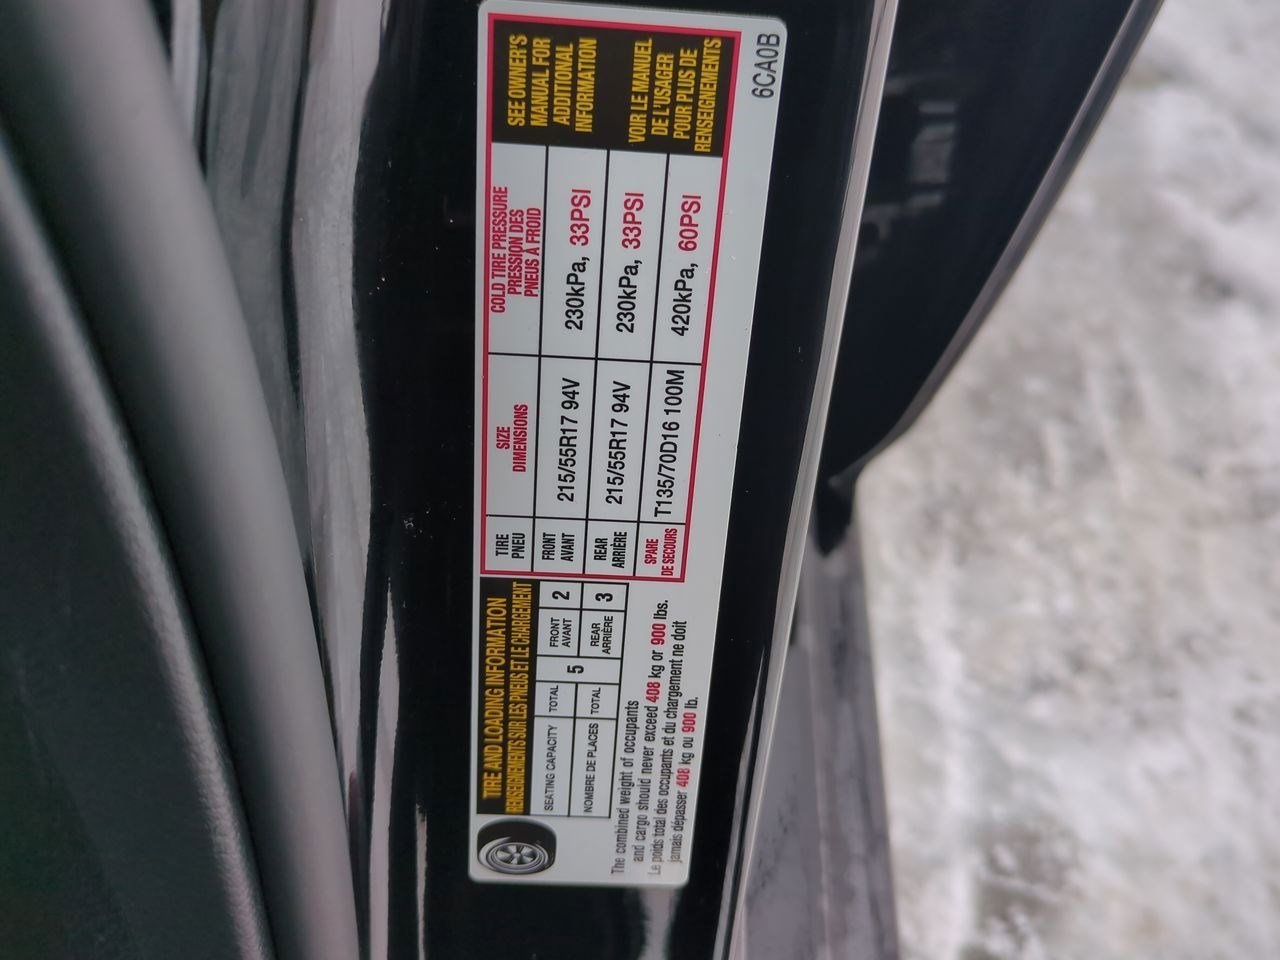 TIRE AND LOADING INFORMATION
RENSEIGNEMENTS SUR LES PNEUS ET LE CHARGEMENT
SEATING CAPACITY
TOTAL
5
FRONT
AVANT
2
NOMBRE DE PLACES
TOTAL
REAR
ARRIÈRE
3
The combined weight of occupants
and cargo should never exceed 408 kg or 900 lbs.
Le poids total des occupants et du chargement ne doit
jamais dépasser 408 kg ou 900 lb.
TIRE
PNEU
SIZE
DIMENSIONS
COLD TIRE PRESSURE
PRESSION DES
PNEUS À FROID
FRONT
AVANT
215/55R17 94V
230kPa, 33PSI
REAR
ARRIÈRE
215/55R17 94V
230kPa, 33PSI
SPARE
DE SECOURS
T135/70D16 100M
420kPa, 60PSI
SEE OWNER'S
MANUAL FOR
ADDITIONAL
INFORMATION
VOIR LE MANUEL
DE L'USAGER
POUR PLUS DE
RENSEIGNEMENTS
6CA0B